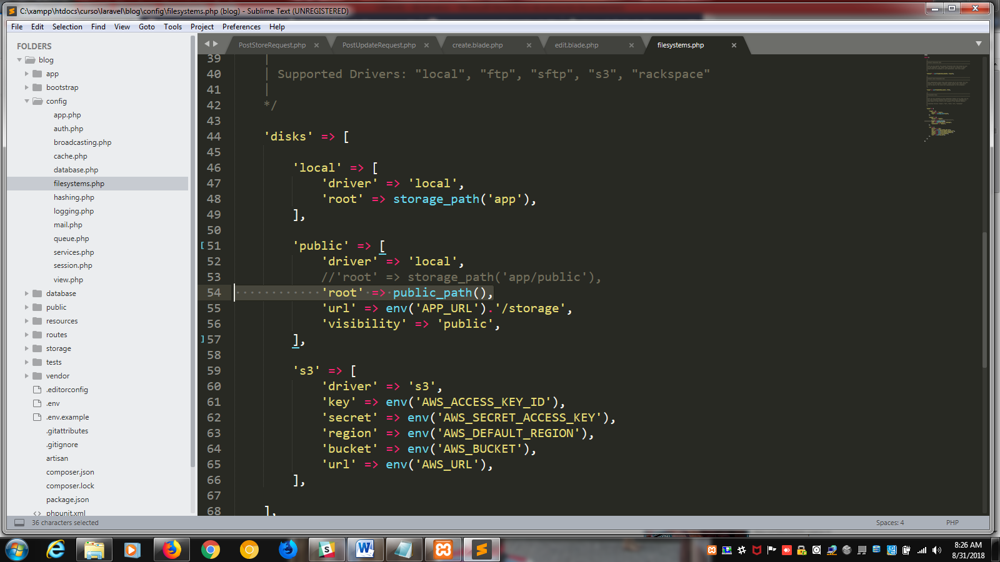 C:\xampp\htdocs\curso\laravel\blog\config\filesystems.php (blog) - Sublime Text (UNREGISTERED)
File Edit Selection Find View Goto Tools Project Preferences Help
FOLDERS
blog
app
bootstrap
config
app.php
auth.php
broadcasting.php
cache.php
database.php
filesystems.php
hashing.php
logging.php
mail.php
queue.php
services.php
session.php
view.php
database
public
resources
routes
storage
tests
vendor
.editorconfig
.env
.env.example
.gitattributes
.gitignore
artisan
composer.json
composer.lock
package.json
phpunit.xml
PostStoreRequest.php PostUpdateRequest.php create.blade.php edit.blade.php filesystems.php
39 |
40 | Supported Drivers: "local", "ftp", "sftp", "s3", "rackspace"
41 |
42 */
43
44 'disks' => [
45
46 'local' => [
47 'driver' => 'local',
48 'root' => storage_path('app'),
49 ],
50
51 'public' => [
52 'driver' => 'local',
53 //'root' => storage_path('app/public'),
54 'root' => public_path(),
55 'url' => env('APP_URL').'/storage',
56 'visibility' => 'public',
57 ],
58
59 's3' => [
60 'driver' => 's3',
61 'key' => env('AWS_ACCESS_KEY_ID'),
62 'secret' => env('AWS_SECRET_ACCESS_KEY'),
63 'region' => env('AWS_DEFAULT_REGION'),
64 'bucket' => env('AWS_BUCKET'),
65 'url' => env('AWS_URL'),
66 ],
67
68 ],
36 characters selected
Spaces: 4 PHP
8:26 AM
8/31/2018